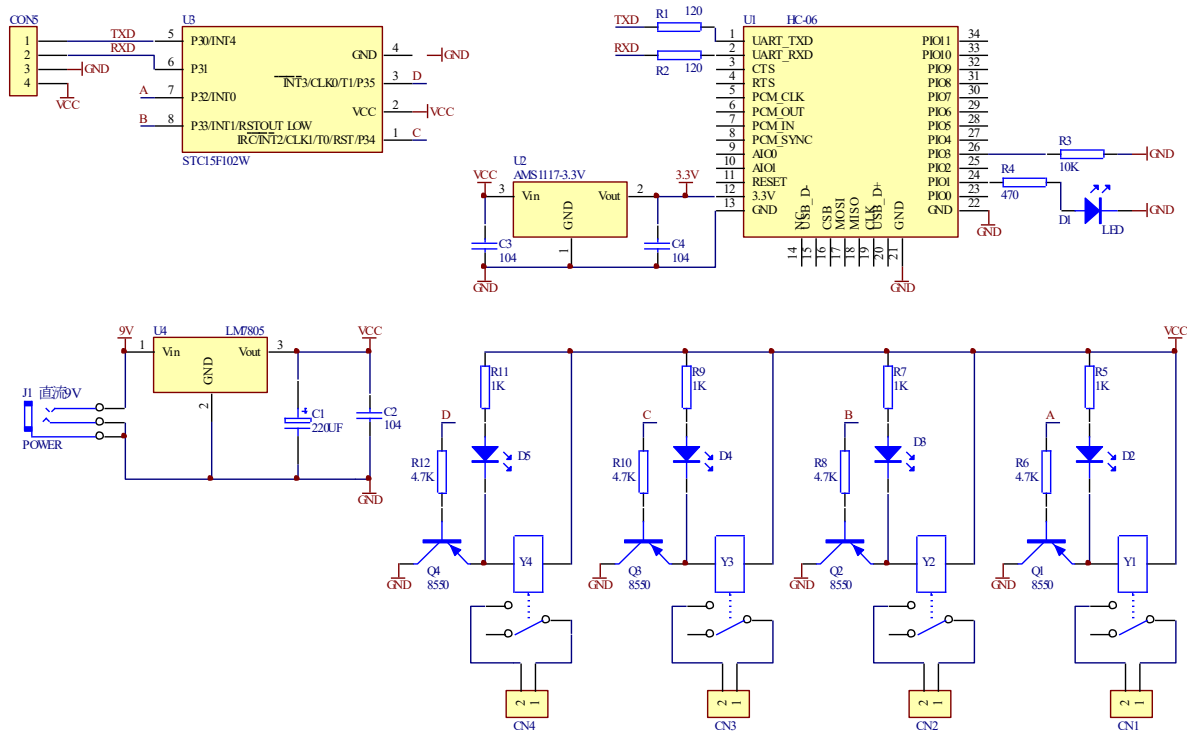 CON5
1
2
3
4
TXD
RXD
GND
VCC
A
B
U3
5 P30/INT4
6 P31
7 P32/INT0
8 P33/INT1/RSTOUT LOW
GND 4 GND
INT3/CLK0/T1/P35 3 D
VCC 2 VCC
IRC/INT2/CLK1/T0/RST/P34 1 C
STC15F102W
TXD R1 120
RXD R2 120
U1 HC-06
1 UART_TXD
2 UART_RXD
3 CTS
4 RTS
5 PCM_CLK
6 PCM_OUT
7 PCM_IN
8 PCM_SYNC
9 AIO0
10 AIO1
11 RESET
12 3.3V
13 GND
PIO11 34
PIO10 33
PIO9 32
PIO8 31
PIO7 30
PIO6 29
PIO5 28
PIO4 27
PIO3 26
PIO2 25
PIO1 24
PIO0 23
GND 22
NC 14
USB_D- 15
CSB 16
MOSI 17
MISO 18
CLK 19
USB_D+ 20
GND 21
GND
GND
R3
10K
GND
R4
470
D1
LED
GND
U2
AMS1117-3.3V
VCC
3 Vin
Vout 2
GND
1
3.3V
C3
104
C4
104
GND
9V
U4 LM7805
1 Vin
Vout 3
GND
2
VCC
J1 直流9V
POWER
C1
220UF
C2
104
GND
VCC
R11
1K
R9
1K
R7
1K
R5
1K
D
C
B
A
R12
4.7K
D5
R10
4.7K
D4
R8
4.7K
D3
R6
4.7K
D2
GND
Q4
8550
Y4
GND
Q3
8550
Y3
GND
Q2
8550
Y2
GND
Q1
8550
Y1
2 1
CN4
2 1
CN3
2 1
CN2
2 1
CN1